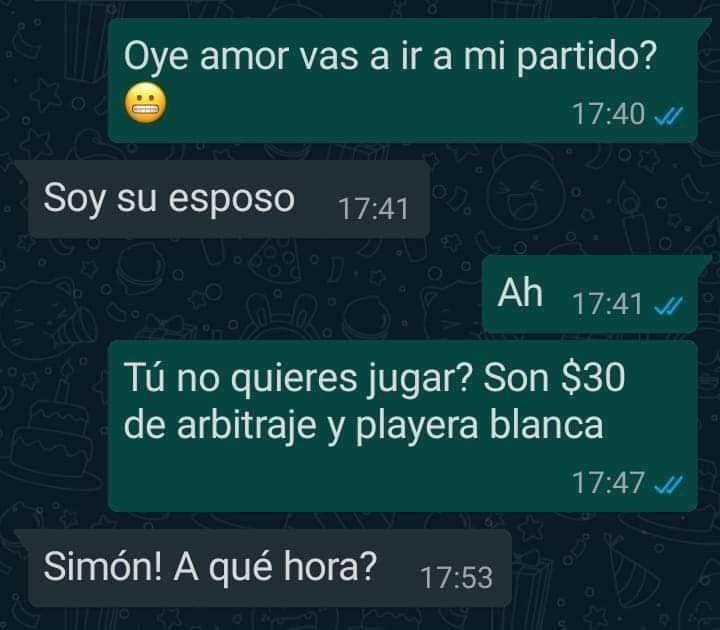 Oye amor vas a ir a mi partido?
😬
17:40
Soy su esposo 17:41
Ah 17:41
Tú no quieres jugar? Son $30
de arbitraje y playera blanca
17:47
Simón! A qué hora? 17:53